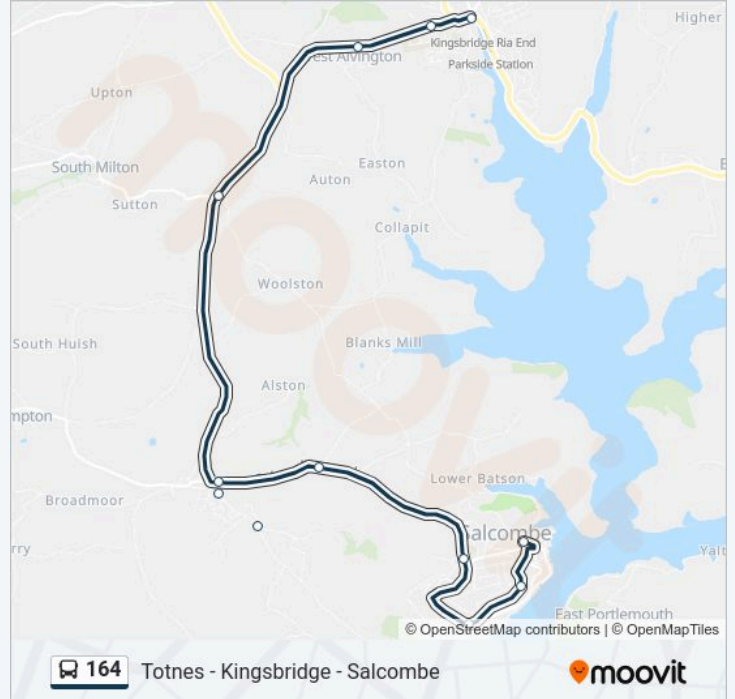 Higher
Kingsbridge Ria End
est Alvington
Parkside Station
Upton
Easton
E
South Milton
Auton
Sutton
Collapit
moovit
Woolston
South Huish
Blanks Mill
Alston
mpton
Lower Batson
Broadmoor
Salcombe
rry
Yalt
East Portlemouth
© OpenStreetMap contributors | © OpenMapTiles
164 Totnes - Kingsbridge - Salcombe
moovit